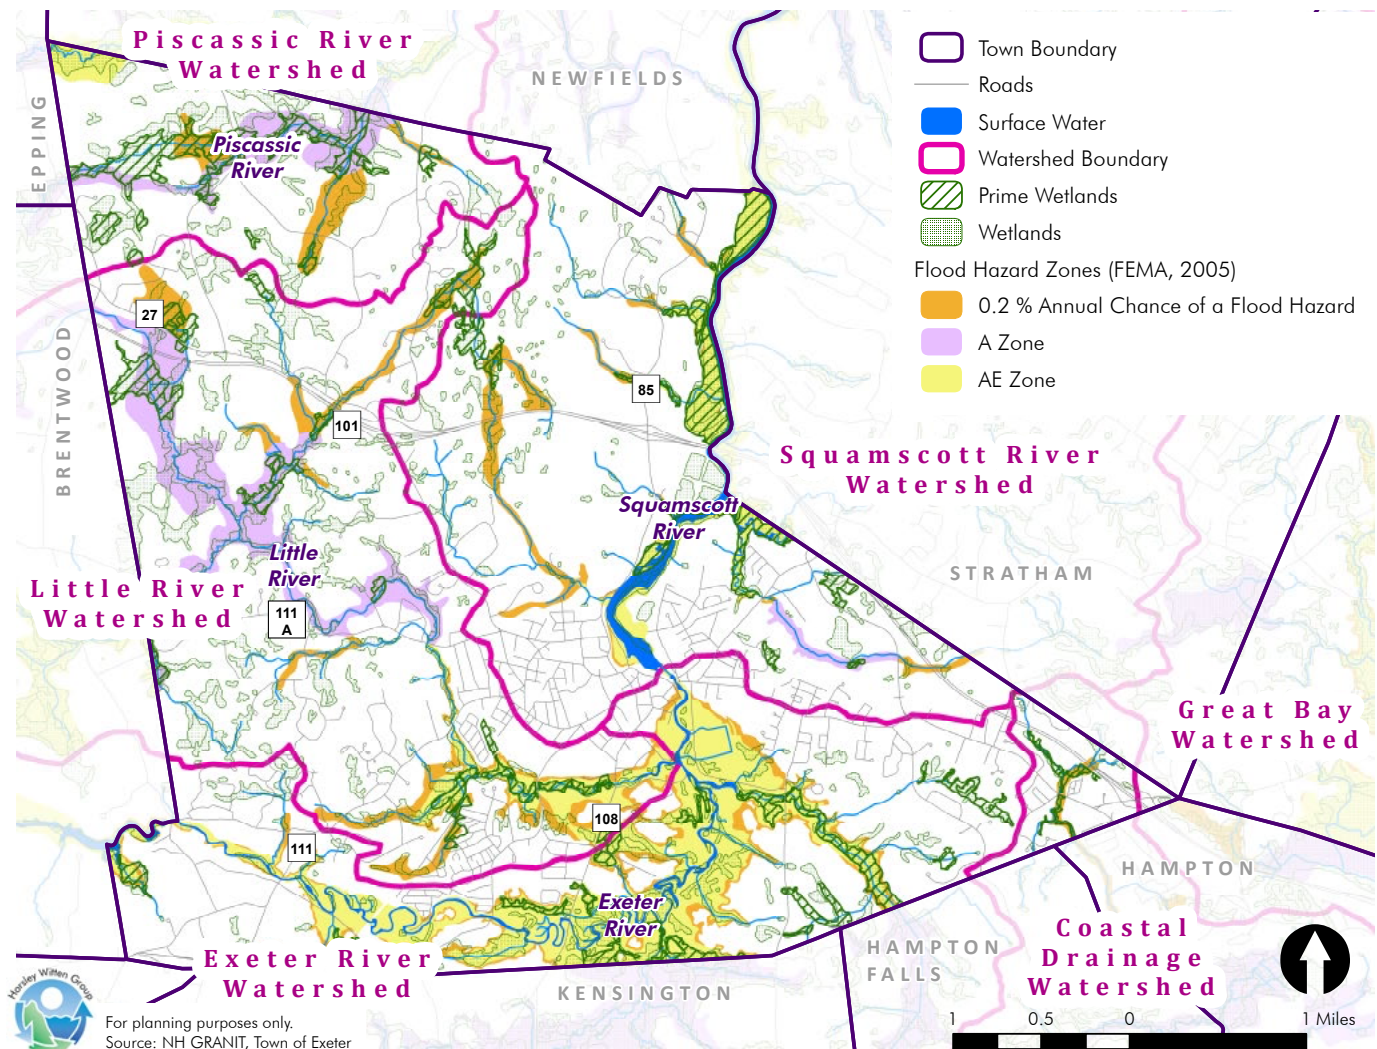 Piscassic River
Watershed
NEWFIELDS
EPPING
Piscassic
River
Town Boundary
Roads
Surface Water
Watershed Boundary
Prime Wetlands
Wetlands
Flood Hazard Zones (FEMA, 2005)
0.2 % Annual Chance of a Flood Hazard
A Zone
AE Zone
27
BRENTWOOD
85
101
Squamscott River
Watershed
Squamscott
River
Little
River
STRATHAM
Little River
Watershed
111
A
Great Bay
Watershed
108
111
HAMPTON
Exeter
River
Coastal
Drainage
Watershed
HAMPTON
FALLS
Exeter River
Watershed
KENSINGTON
Horsley Witten Group
For planning purposes only.
Source: NH GRANIT, Town of Exeter
1 0.5 0 1 Miles